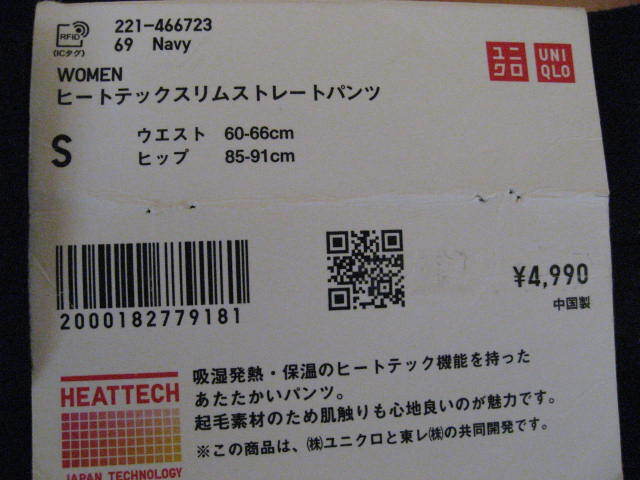 RFID
(ICタグ)
221-466723
69 Navy
WOMEN
ヒートテックスリムストレートパンツ
ユニ
クロ
UNI
QLO
S
ウエスト 60-66cm
ヒップ 85-91cm
2000182779181
¥4,990
中国製
HEATTECH
JAPAN TECHNOLOGY
吸湿発熱・保温のヒートテック機能を持った
あたたかいパンツ。
起毛素材のため肌触りも心地良いのが魅力です。
※この商品は、㈱ユニクロと東レ㈱の共同開発です。